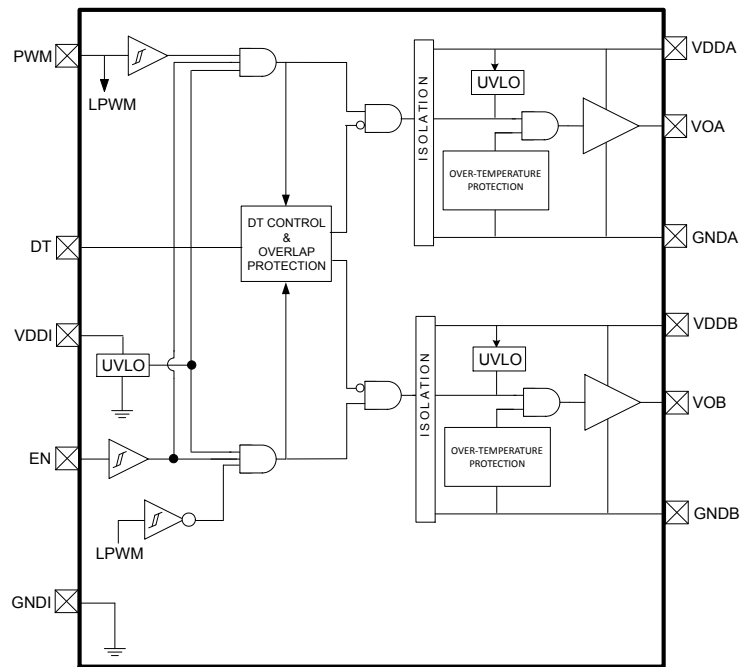 PWM
LPWM
DT
VDDI
UVLO
EN
LPWM
GNDI
DT CONTROL
&
OVERLAP
PROTECTION
ISOLATION
UVLO
OVER-TEMPERATURE
PROTECTION
VDDA
VOA
GNDA
ISOLATION
UVLO
OVER-TEMPERATURE
PROTECTION
VDDB
VOB
GNDB